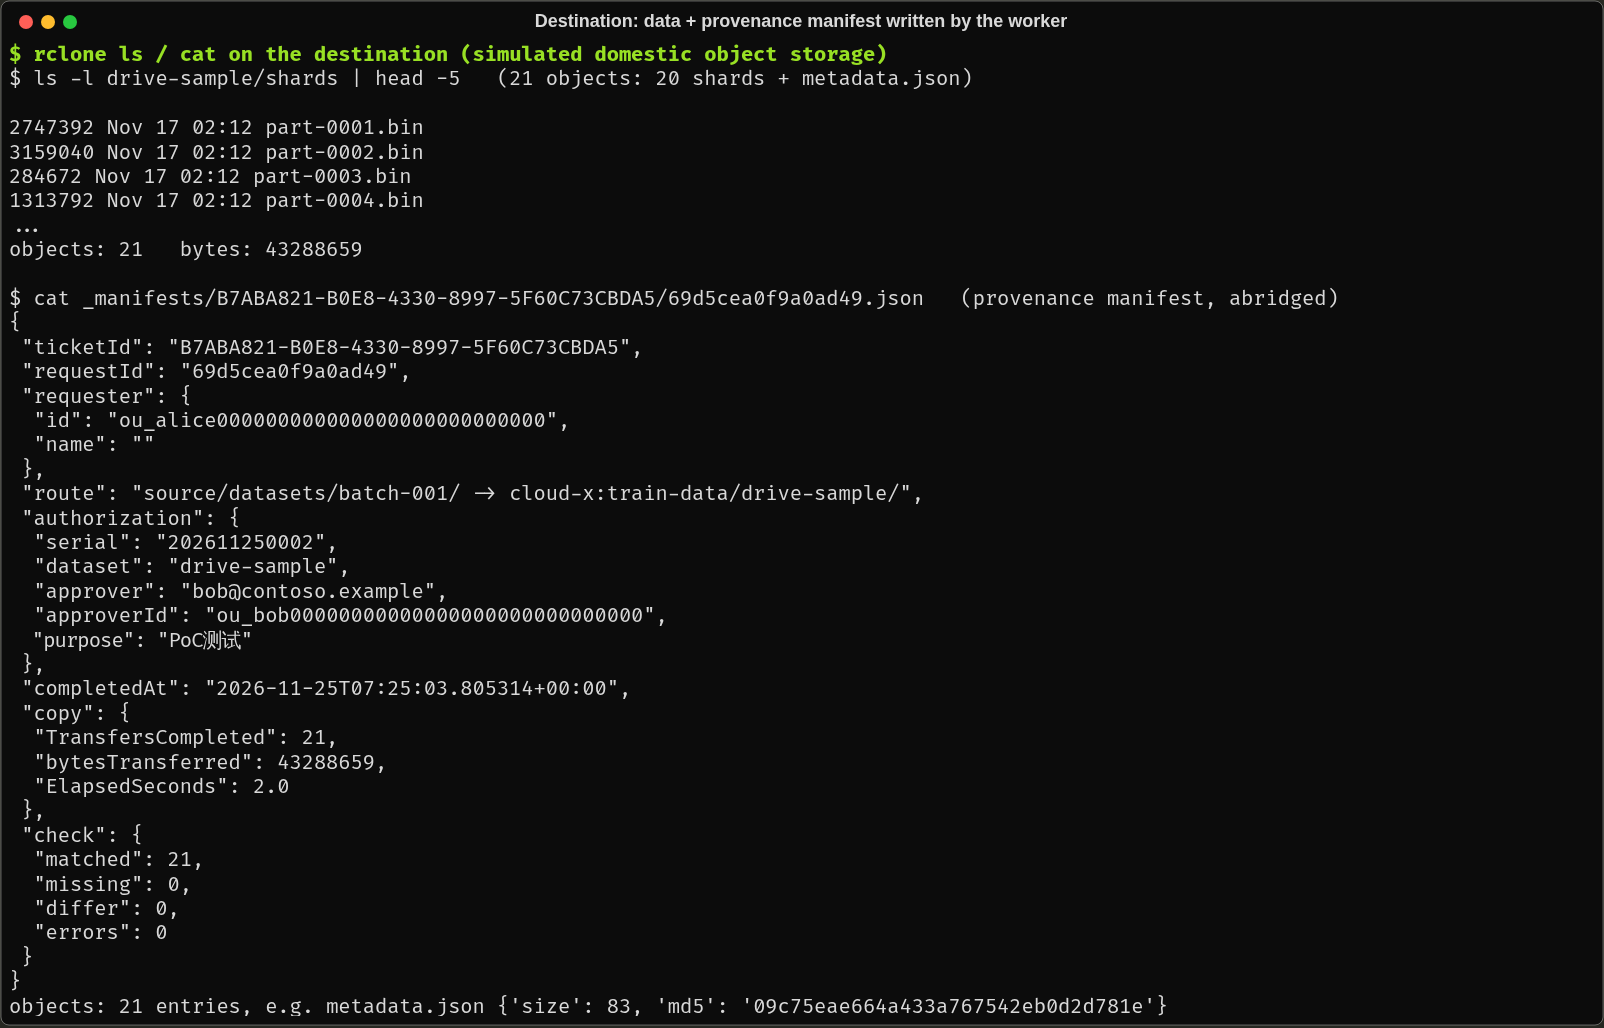 Destination: data + provenance manifest written by the worker
$ rclone ls / cat on the destination (simulated domestic object storage)
$ ls -l drive-sample/shards | head -5   (21 objects: 20 shards + metadata.json)
2747392 Nov 17 02:12 part-0001.bin
3159040 Nov 17 02:12 part-0002.bin
284672 Nov 17 02:12 part-0003.bin
1313792 Nov 17 02:12 part-0004.bin
...
objects: 21   bytes: 43288659
$ cat _manifests/B7ABA821-B0E8-4330-8997-5F60C73CBDA5/69d5cea0f9a0ad49.json   (provenance manifest, abridged)
{
"ticketId": "B7ABA821-B0E8-4330-8997-5F60C73CBDA5",
"requestId": "69d5cea0f9a0ad49",
"requester": {
"id": "ou_alice000000000000000000000000000",
"name": ""
},
"route": "source/datasets/batch-001/ → cloud-x:train-data/drive-sample/",
"authorization": {
"serial": "202611250002",
"dataset": "drive-sample",
"approver": "bob@contoso.example",
"approverId": "ou_bob00000000000000000000000000000",
"purpose": "PoC测试"
},
"completedAt": "2026-11-25T07:25:03.805314+00:00",
"copy": {
"TransfersCompleted": 21,
"bytesTransferred": 43288659,
"ElapsedSeconds": 2.0
},
"check": {
"matched": 21,
"missing": 0,
"differ": 0,
"errors": 0
}
}
objects: 21 entries, e.g. metadata.json {'size': 83, 'md5': '09c75eae664a433a767542eb0d2d781e'}